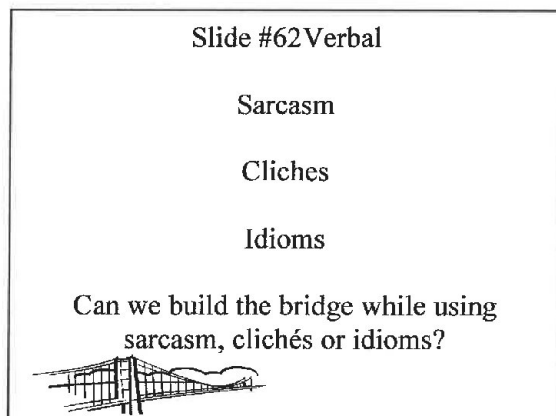 Slide #62Verbal
Sarcasm
Cliches
Idioms
Can we build the bridge while using
sarcasm, clichés or idioms?